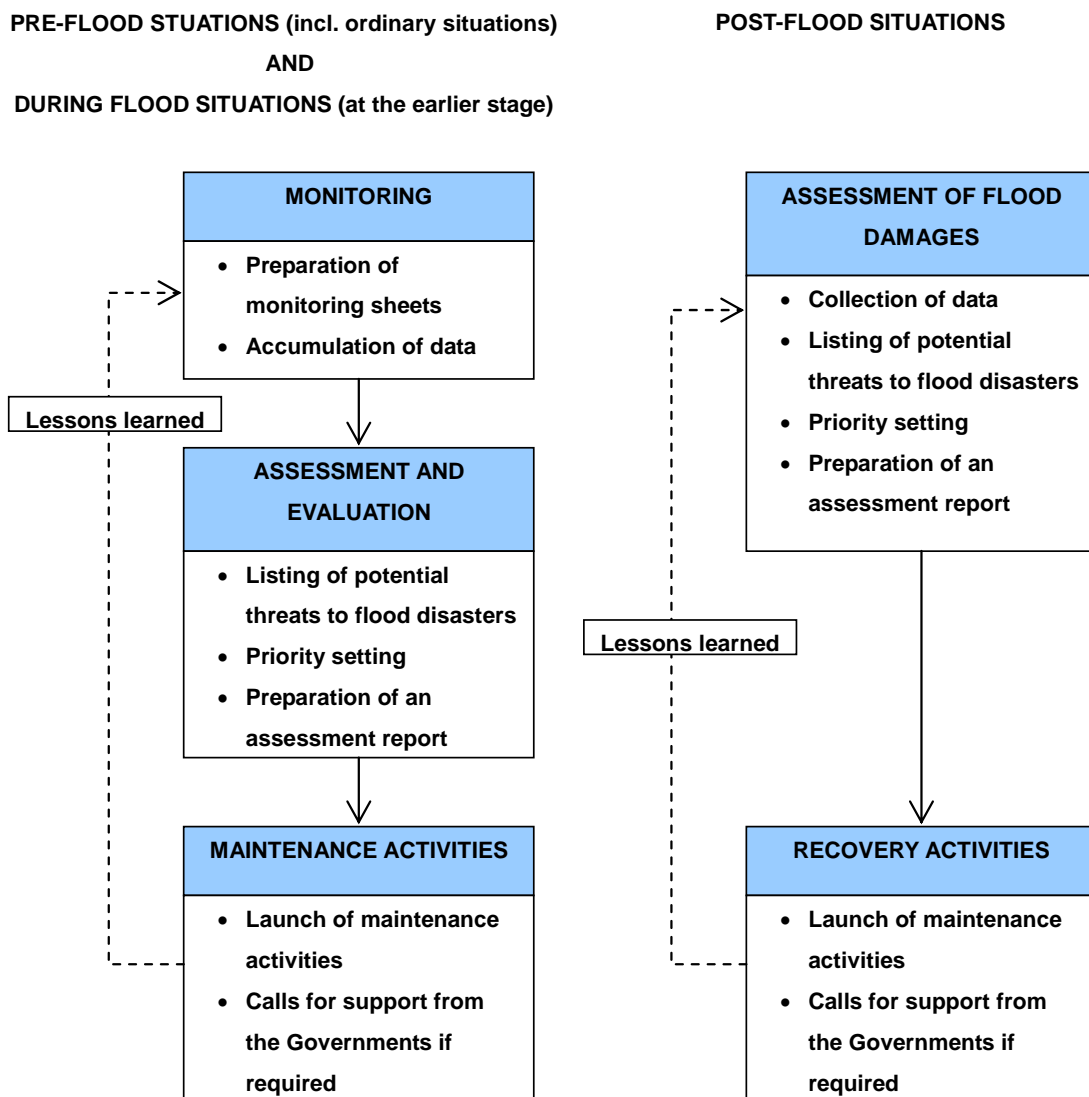 PRE-FLOOD STUATIONS (incl. ordinary situations)
AND
DURING FLOOD SITUATIONS (at the earlier stage)
MONITORING
• Preparation of
monitoring sheets
• Accumulation of data
Lessons learned
ASSESSMENT AND
EVALUATION
• Listing of potential
threats to flood disasters
• Priority setting
• Preparation of an
assessment report
MAINTENANCE ACTIVITIES
• Launch of maintenance
activities
• Calls for support from
the Governments if
required
POST-FLOOD SITUATIONS
ASSESSMENT OF FLOOD
DAMAGES
• Collection of data
• Listing of potential
threats to flood disasters
• Priority setting
• Preparation of an
assessment report
Lessons learned
RECOVERY ACTIVITIES
• Launch of maintenance
activities
• Calls for support from
the Governments if
required